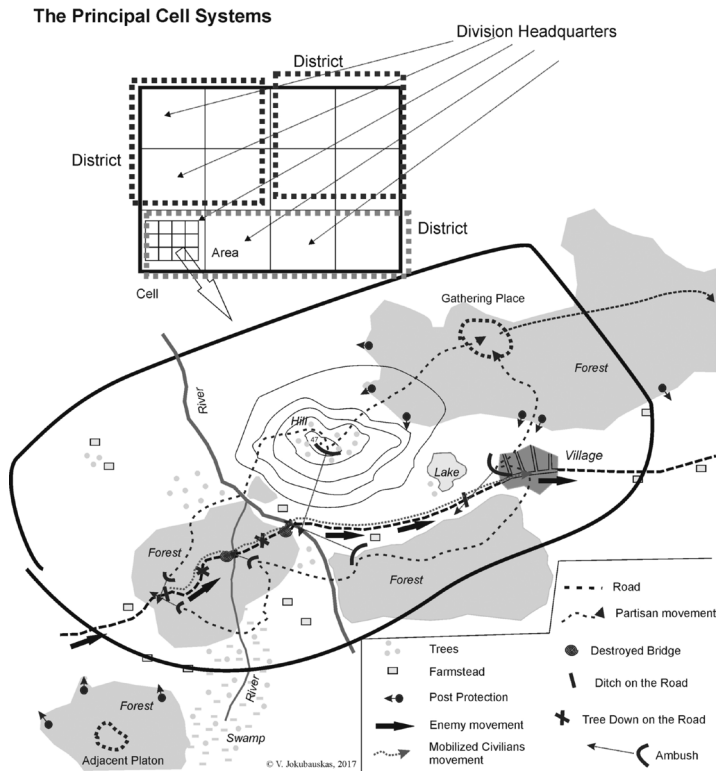 The Principal Cell Systems
Division Headquarters
District
District
District
Area
Cell
Gathering Place
Forest
River
Hill
47
Lake
Village
Forest
Forest
River
Forest
Adjacent Platon
Swamp
© V. Jokubauskas, 2017
Trees
Farmstead
Post Protection
Enemy movement
Mobilized Civilians
movement
Road
Partisan movement
Destroyed Bridge
Ditch on the Road
Tree Down on the Road
Ambush